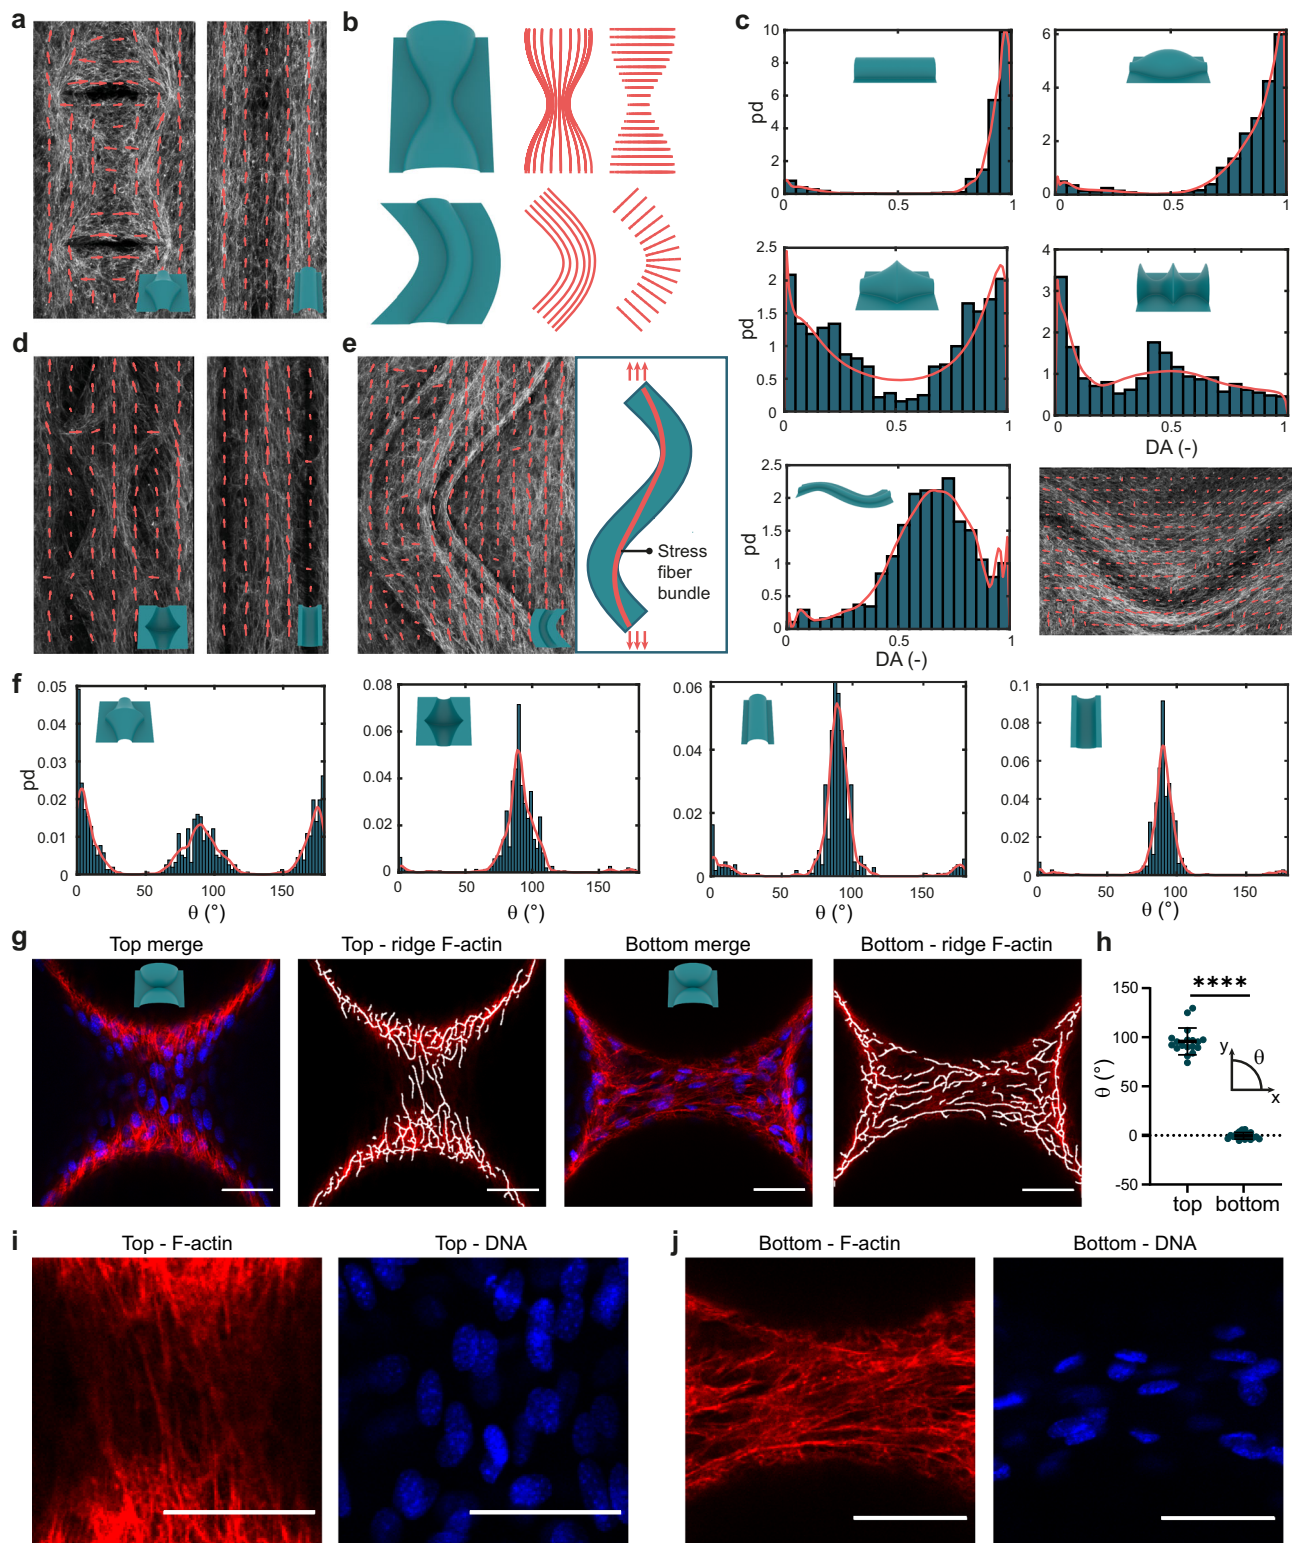 a
b
c
pd
10
8
6
4
2
0
0
0.5
1
6
4
2
0
0
0.5
1
pd
2.5
2
1.5
1
0.5
0
4
3
2
1
0
0
0.5
1
DA (-)
d
e
Stress
fiber
bundle
pd
2.5
2
1.5
1
0.5
0
0
0.5
1
DA (-)
f
pd
0.05
0.04
0.03
0.02
0.01
0
0
50
100
150
θ (°)
0.08
0.06
0.04
0.02
0
0
50
100
150
θ (°)
0.06
0.04
0.02
0
0
50
100
150
θ (°)
0.1
0.08
0.06
0.04
0.02
0
0
50
100
150
θ (°)
g
Top merge
Top - ridge F-actin
Bottom merge
Bottom - ridge F-actin
h
θ (°)
150
100
50
0
-50
****
y
θ
x
top
bottom
i
Top - F-actin
Top - DNA
j
Bottom - F-actin
Bottom - DNA